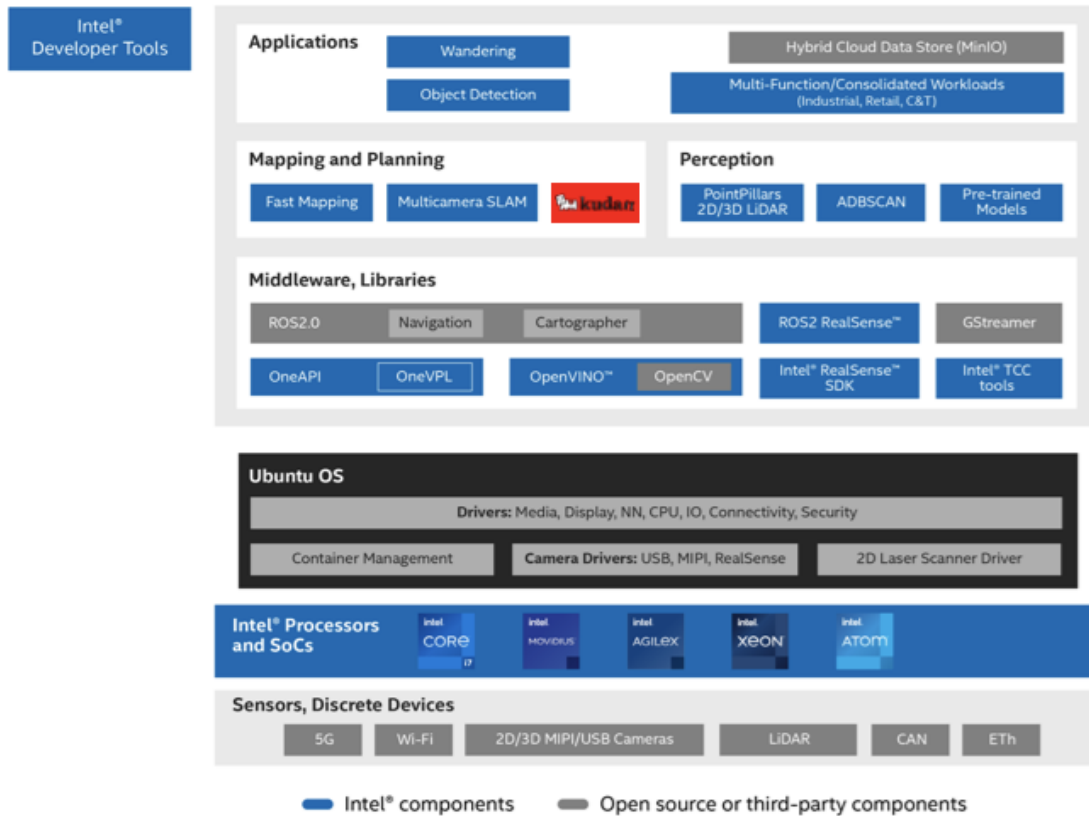 Intel®
Developer Tools
Applications
Wandering
Hybrid Cloud Data Store (MinIO)
Object Detection
Multi-Function/Consolidated Workloads
(Industrial, Retail, C&T)
Mapping and Planning
Fast Mapping
Multicamera SLAM
kudan
Perception
PointPillars
2D/3D LiDAR
ADBSCAN
Pre-trained
Models
Middleware, Libraries
ROS2.0
Navigation
Cartographer
ROS2 RealSense™
GStreamer
OneAPI
OneVPL
OpenVINO™
OpenCV
Intel® RealSense™
SDK
Intel® TCC
tools
Ubuntu OS
Drivers: Media, Display, NN, CPU, IO, Connectivity, Security
Container Management
Camera Drivers: USB, MIPI, RealSense
2D Laser Scanner Driver
Intel® Processors
and SoCs
intel
CORE
i7
intel
MOVIDIUS
intel
AGILEX
intel
XEON
intel
ATOM
Sensors, Discrete Devices
5G
Wi-Fi
2D/3D MIPI/USB Cameras
LiDAR
CAN
ETh
Intel® components
Open source or third-party components